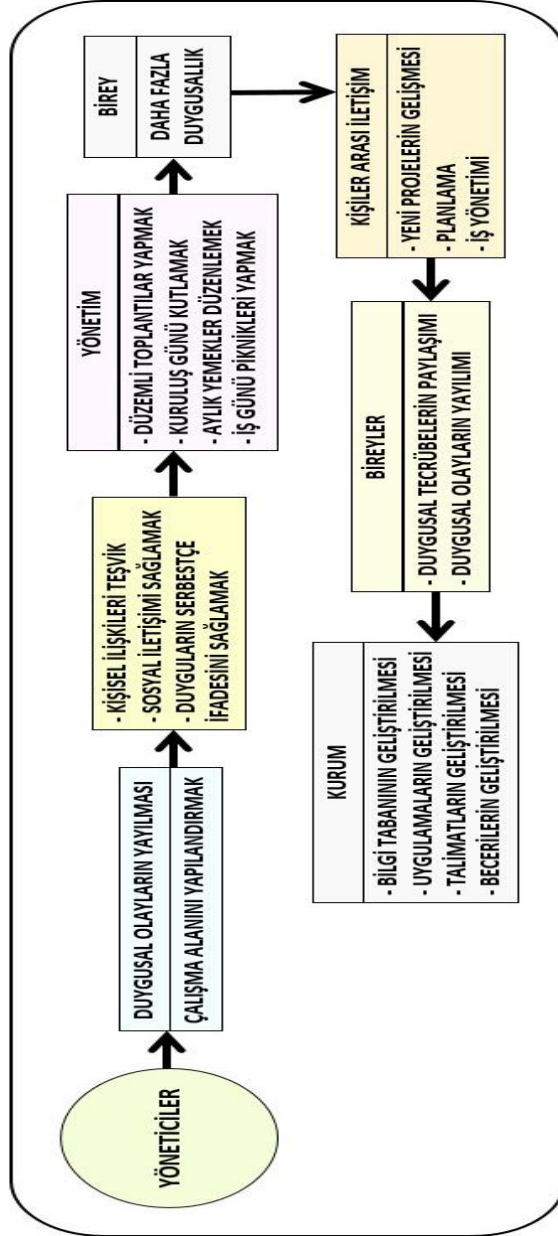 YÖNETİCİLER
DUYGUSAL OLAYLARIN YAYILMASI
ÇALIŞMA ALANINI YAPILANDIRMAK
- KİŞİSEL İLİŞKİLERİ TEŞVİK
- SOSYAL İLETİŞİMİ SAĞLAMAK
- DUYGULARIN SERBESTÇE
İFADESİNİ SAĞLAMAK
YÖNETİM
- DÜZEMLİ TOPLANTILAR YAPMAK
- KURULUŞ GÜNÜ KUTLAMAK
- AYLIK YEMEKLER DÜZENLEMEK
- İŞ GÜNÜ PİKNİKLERİ YAPMAK
BİREY
DAHA FAZLA
DUYGUSALLIK
KİŞİLER ARASI İLETİŞİM
- YENİ PROJELERİN GELİŞMESİ
- PLANLAMA
- İŞ YÖNETİMİ
BİREYLER
- DUYGUSAL TECRÜBELERİN PAYLAŞIMI
- DUYGUSAL OLAYLARIN YAYILIMI
KURUM
- BİLGİ TABANININ GELİŞTİRİLMESİ
- UYGULAMALARIN GELİŞTİRİLMESİ
- TALİMATLARIN GELİŞTİRİLMESİ
- BECERİLERİN GELİŞTİRİLMESİ